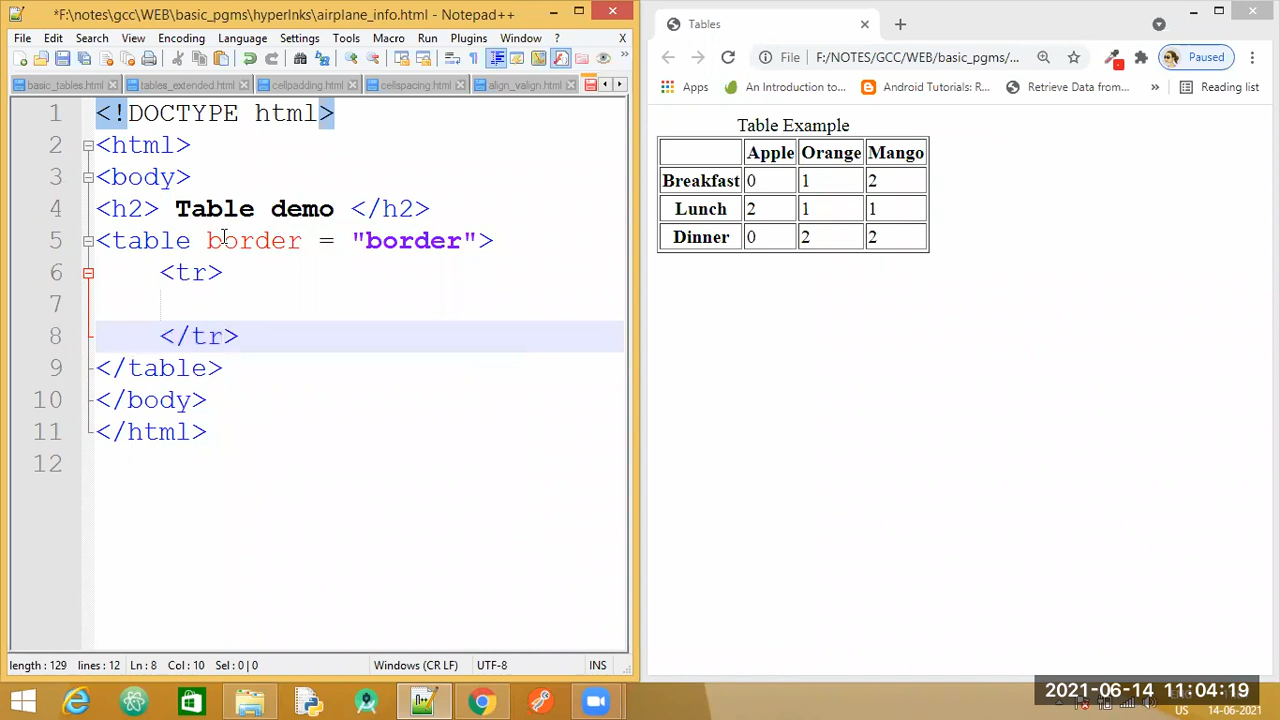 *F:\notes\gcc\WEB\basic_pgms\hyperlnks\airplane_info.html - Notepad++
File Edit Search View Encoding Language Settings Tools Macro Run Plugins Window ? X
basic_tables.html tables_extended.html cellpadding.html cellspacing.html align_valign.html
1 <!DOCTYPE html>
2 <html>
3 <body>
4 <h2> Table demo </h2>
5 <table border = "border">
6 <tr>
7
8 </tr>
9 </table>
10 </body>
11 </html>
12
length : 129 lines : 12 Ln : 8 Col : 10 Sel : 0 | 0 Windows (CR LF) UTF-8 INS
Tables
File F:/NOTES/GCC/WEB/basic_pgms/... Paused
Apps An Introduction to... Android Tutorials: R... Retrieve Data from... » Reading list
Table Example
Apple Orange Mango
Breakfast 0 1 2
Lunch 2 1 1
Dinner 0 2 2
2021-06-14 11:04:19
US 14-06-2021